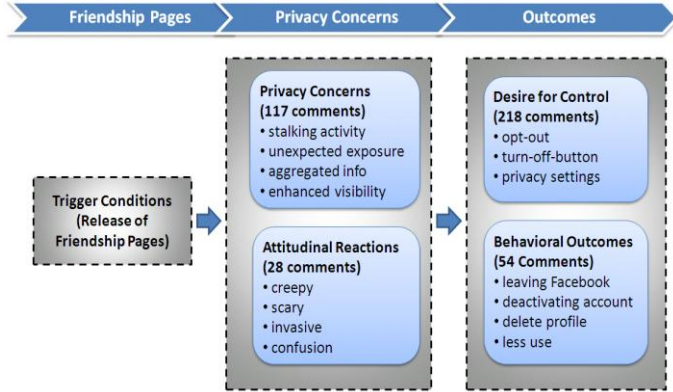 Friendship Pages
Privacy Concerns
Outcomes
Trigger Conditions
(Release of
Friendship Pages)
Privacy Concerns
(117 comments)
• stalking activity
• unexpected exposure
• aggregated info
• enhanced visibility
Attitudinal Reactions
(28 comments)
• creepy
• scary
• invasive
• confusion
Desire for Control
(218 comments)
• opt-out
• turn-off-button
• privacy settings
Behavioral Outcomes
(54 Comments)
• leaving Facebook
• deactivating account
• delete profile
• less use